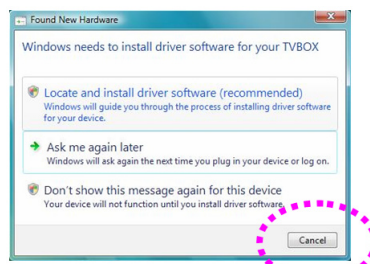 Found New Hardware
Windows needs to install driver software for your TVBOX
Locate and install driver software (recommended)
Windows will guide you through the process of installing driver software
for your device.
Ask me again later
Windows will ask again the next time you plug in your device or log on.
Don't show this message again for this device
Your device will not function until you install driver software.
Cancel